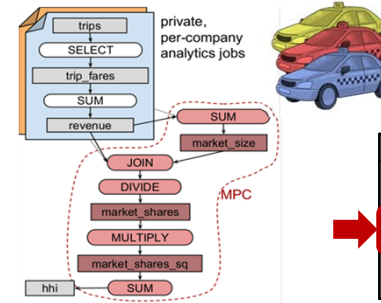 trips
private,
per-company
analytics jobs
SELECT
trip_fares
SUM
revenue
SUM
market_size
JOIN
DIVIDE
MPC
market_shares
MULTIPLY
market_shares_sq
hhi
SUM